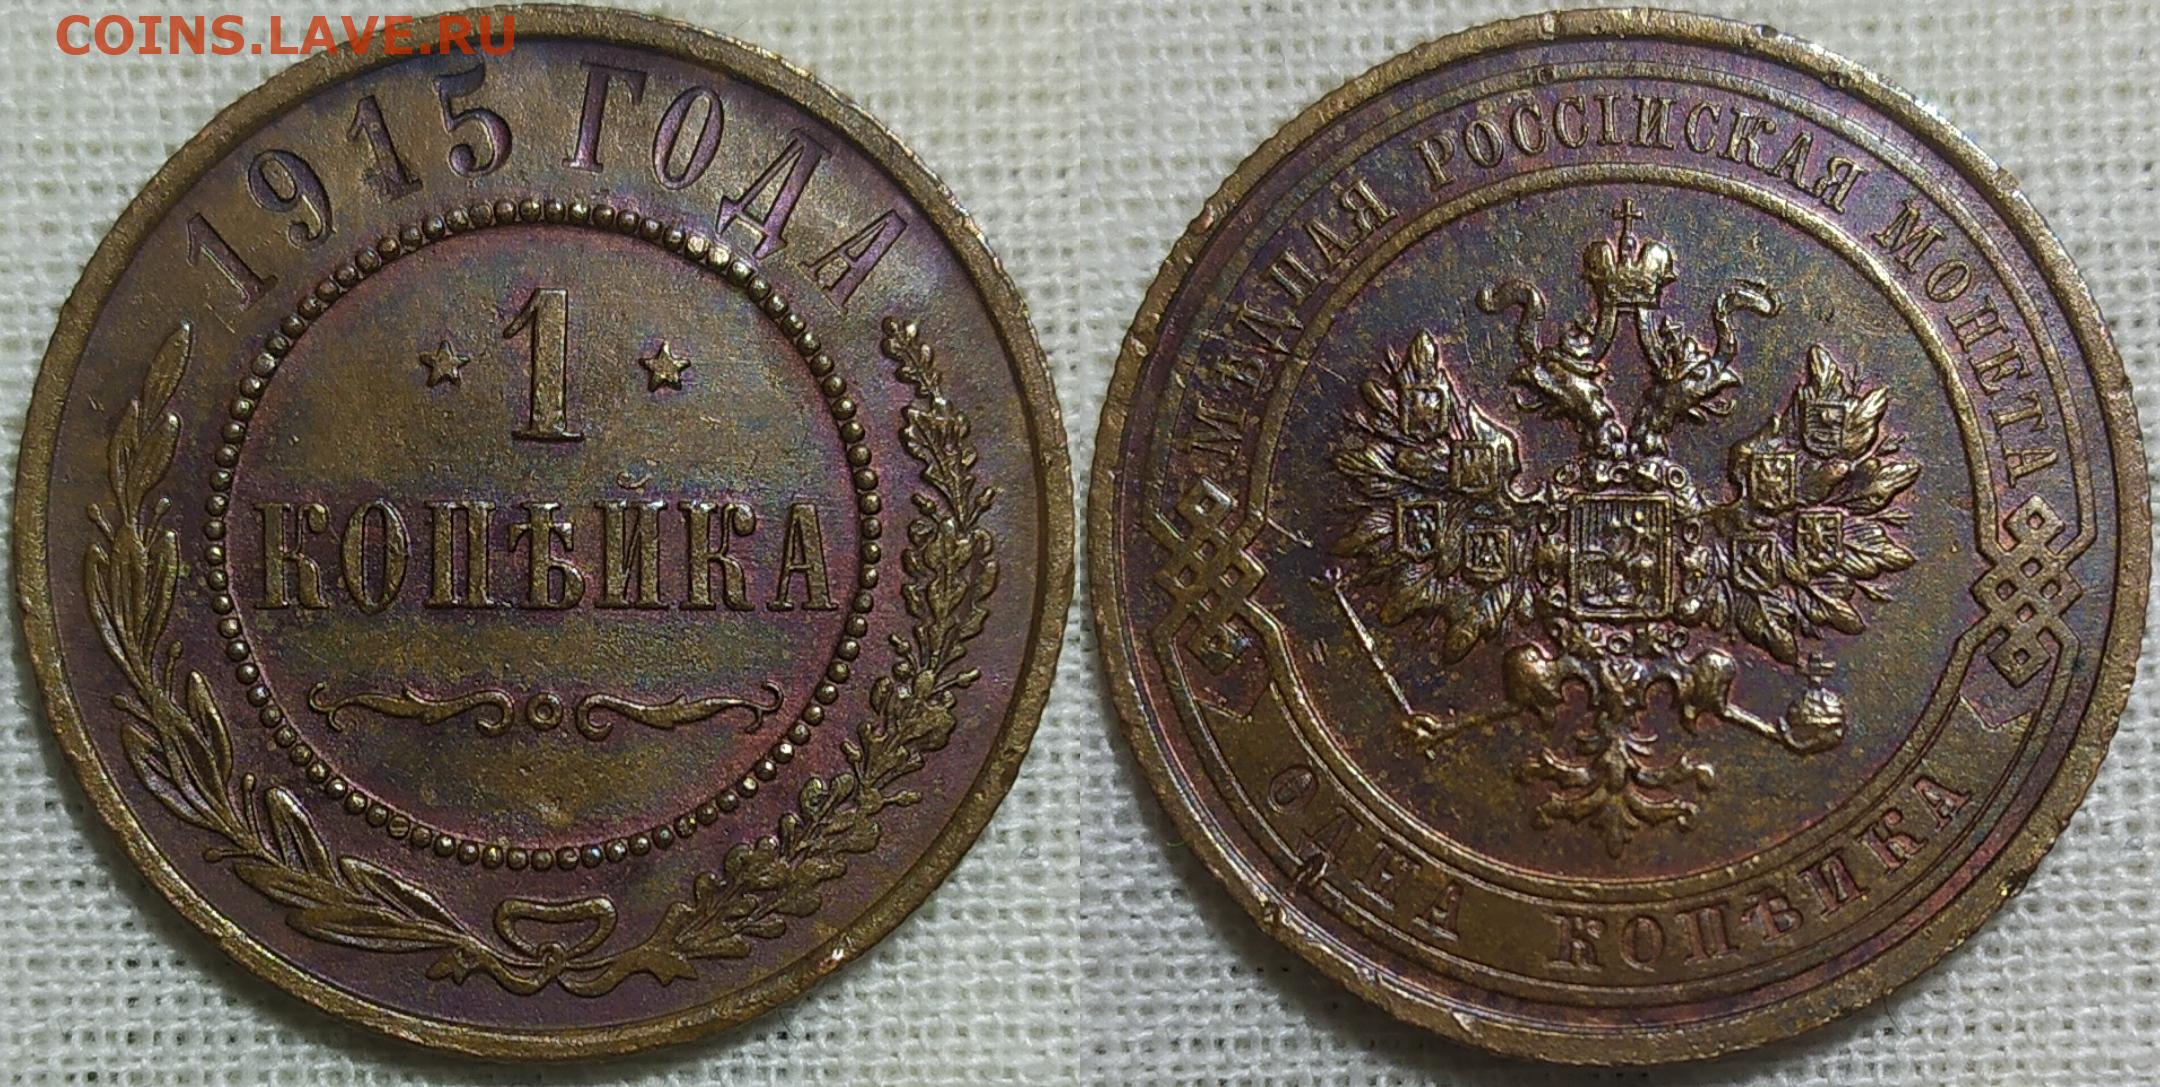 COINS.LAVE.RU
1915 ГОДА
1
КОПѢЙКА
МѢДНАЯ РОССІЙСКАЯ МОНЕТА
ОДНА КОПѢЙКА